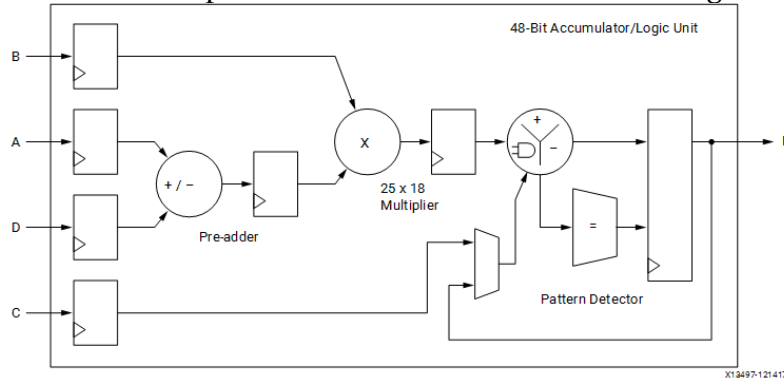 48-Bit Accumulator/Logic Unit
B
A
D
C
+ / −
Pre-adder
X
25 x 18
Multiplier
+
−
=
Pattern Detector
X13497-121417